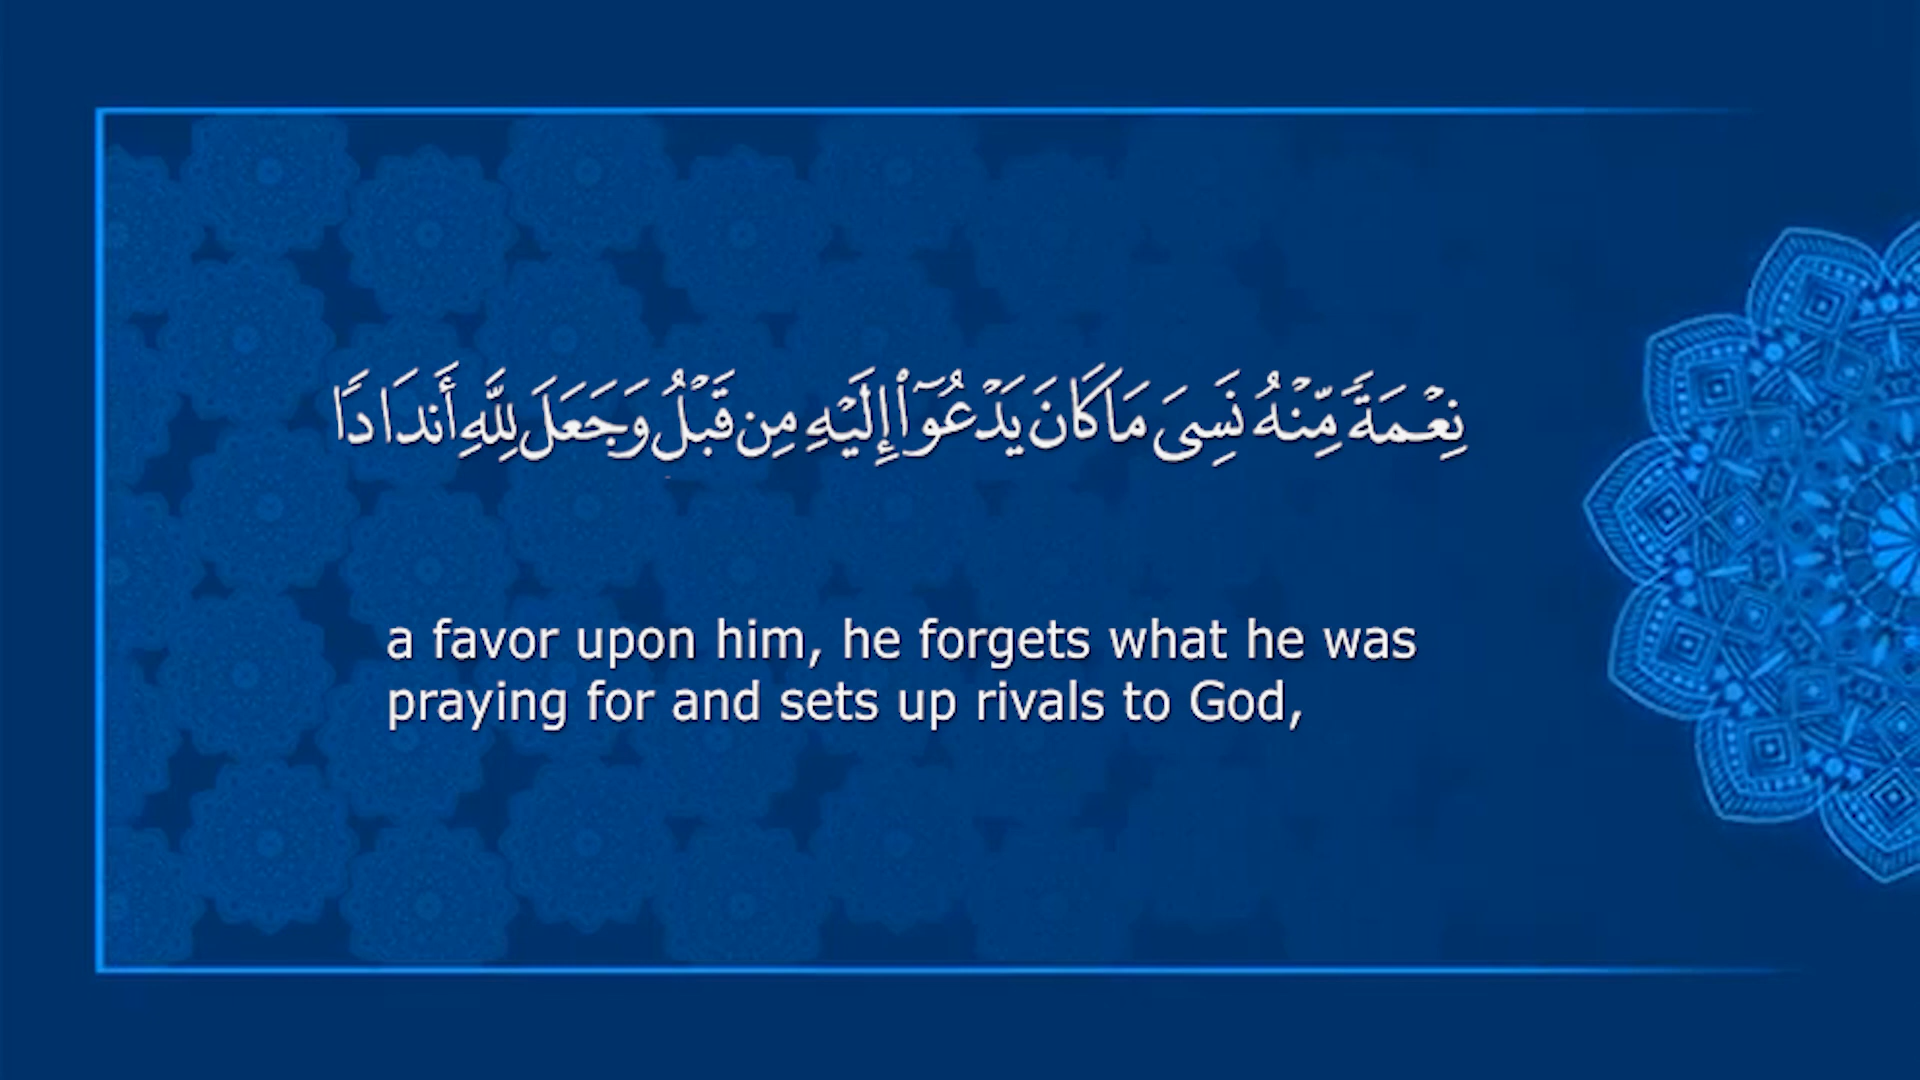 نِعْمَةً مِّنْهُ نَسِىَ مَا كَانَ يَدْعُوٓا۟ إِلَيْهِ مِن قَبْلُ وَجَعَلَ لِلَّهِ أَندَادًا
a favor upon him, he forgets what he was
praying for and sets up rivals to God,